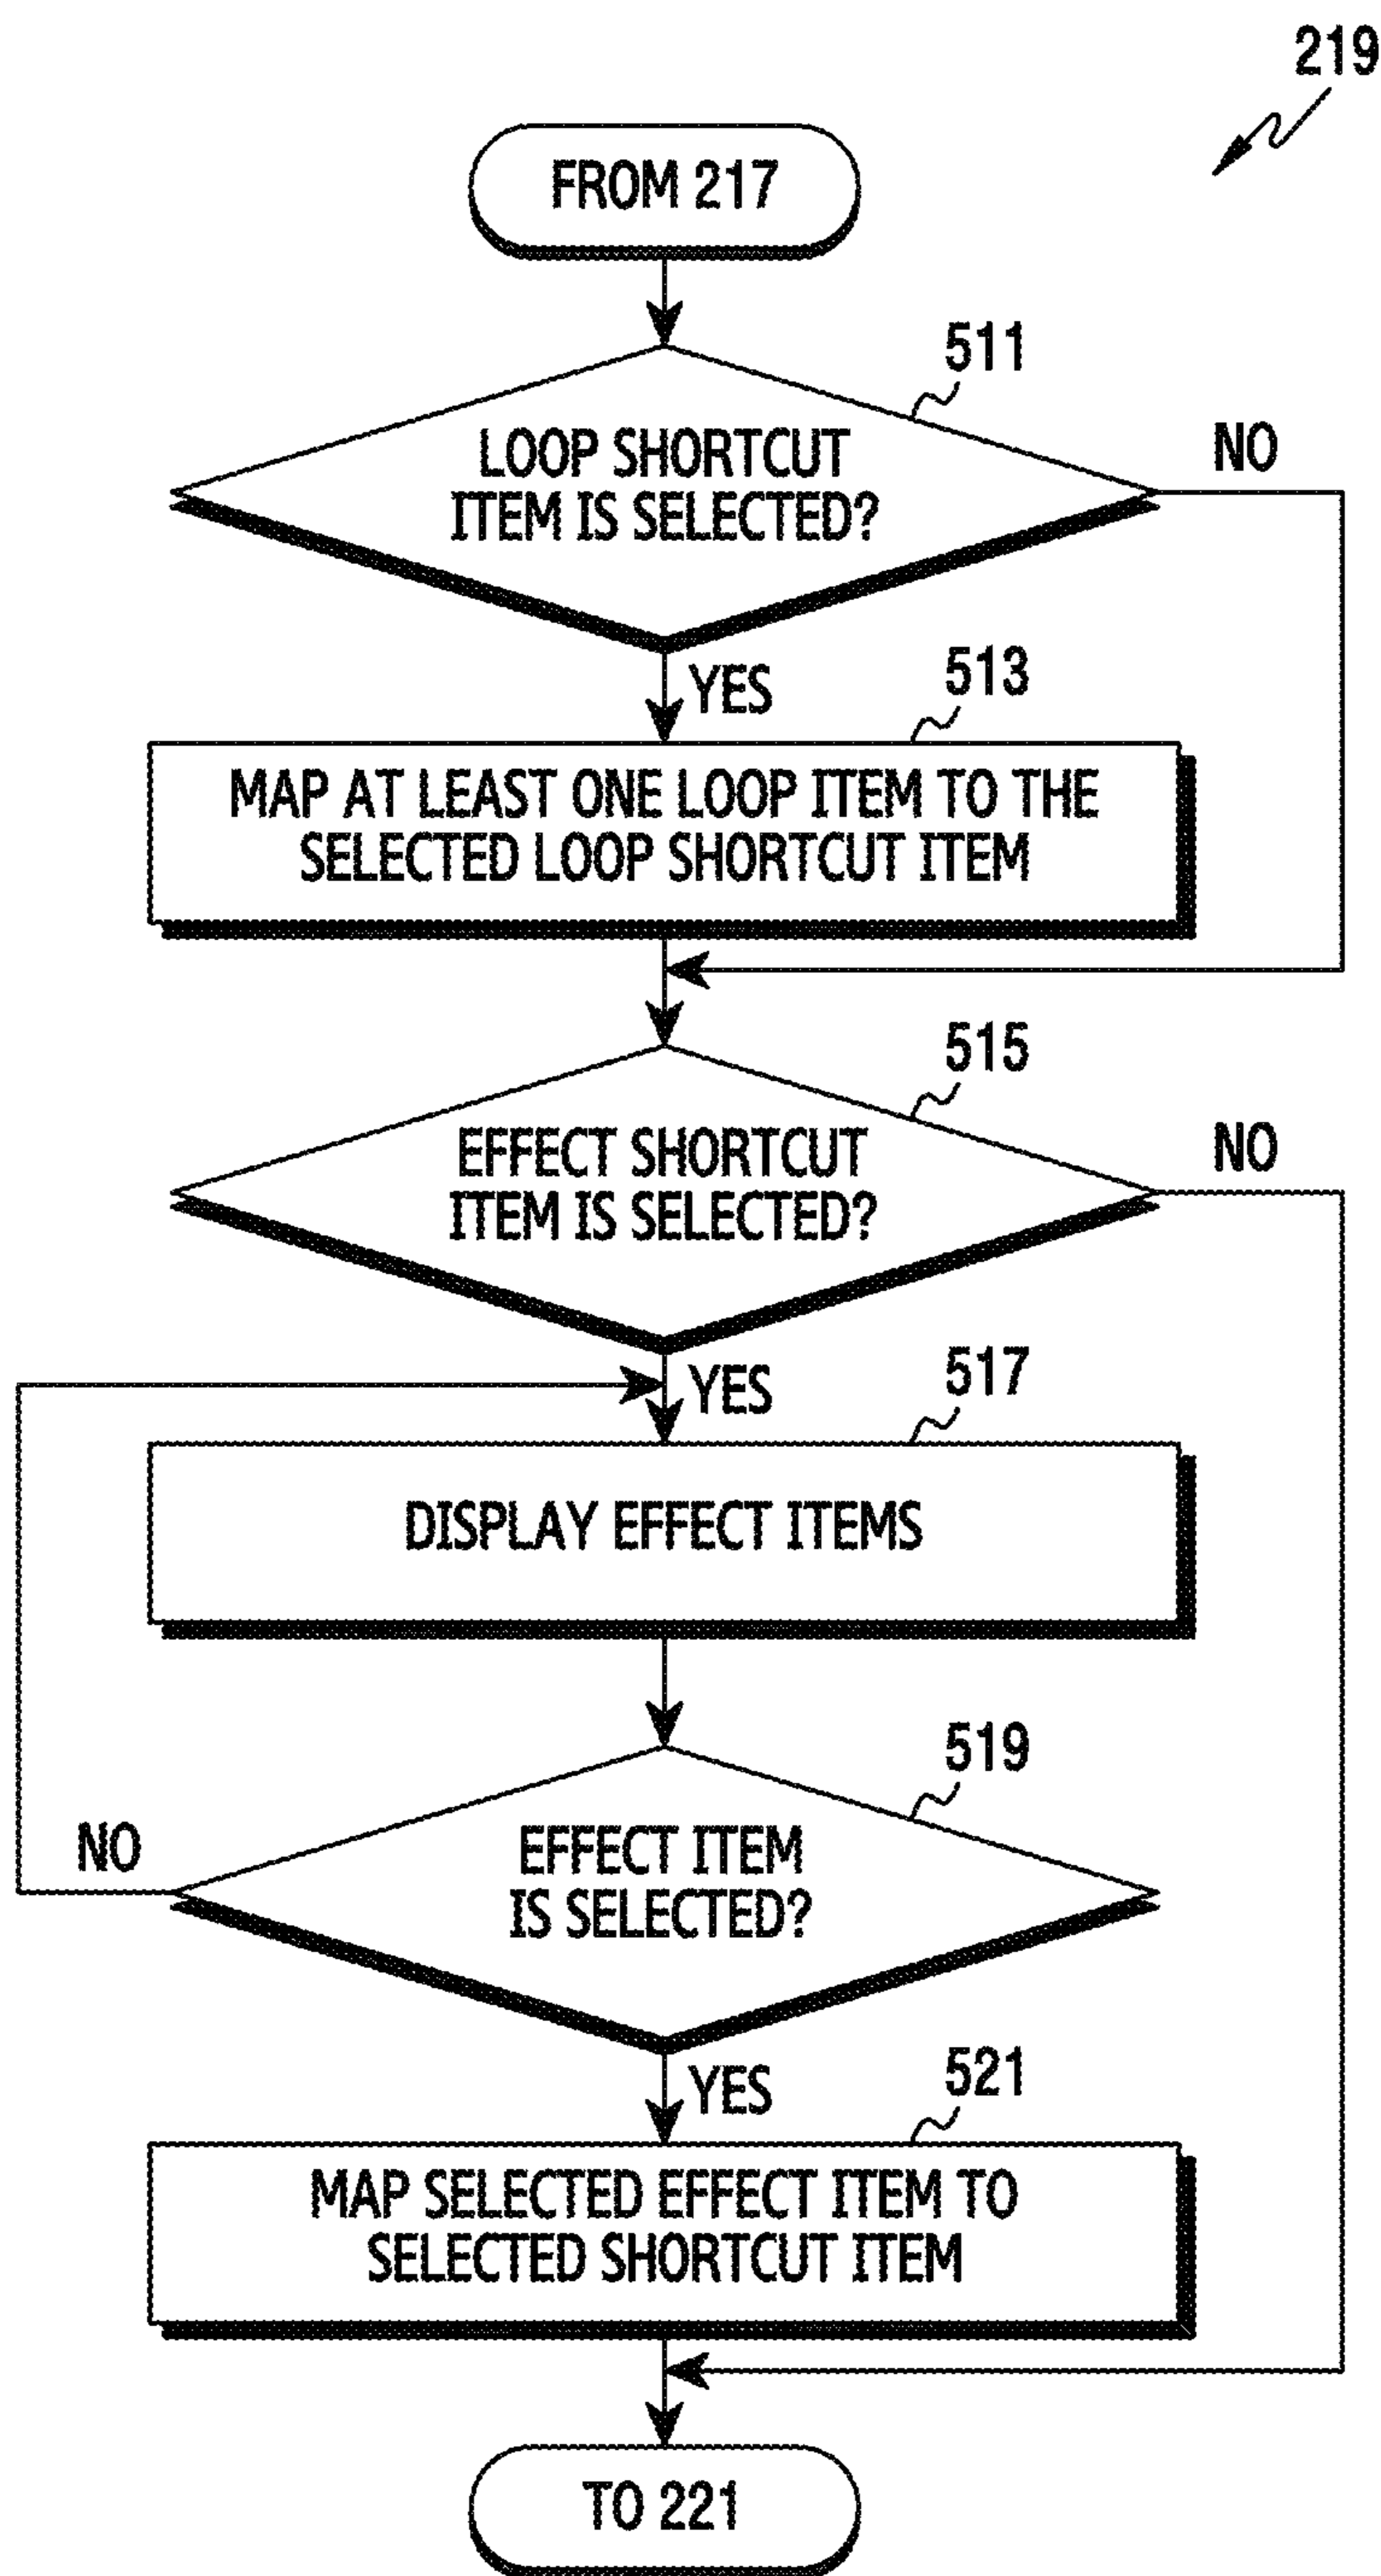 219
FROM 217
511
LOOP SHORTCUT
ITEM IS SELECTED?
NO
YES
513
MAP AT LEAST ONE LOOP ITEM TO THE
SELECTED LOOP SHORTCUT ITEM
515
EFFECT SHORTCUT
ITEM IS SELECTED?
NO
YES
517
DISPLAY EFFECT ITEMS
519
EFFECT ITEM
IS SELECTED?
NO
YES
521
MAP SELECTED EFFECT ITEM TO
SELECTED SHORTCUT ITEM
TO 221